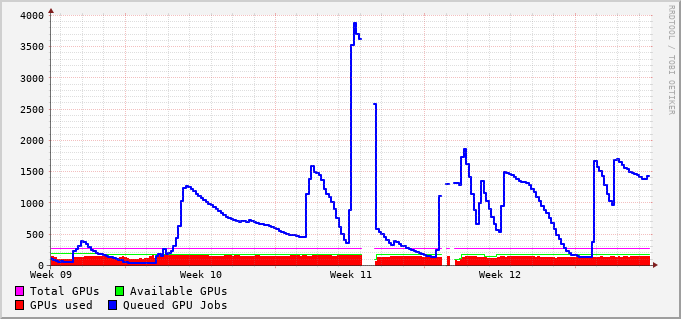 4000
3500
3000
2500
2000
1500
1000
500
0
Week 09 Week 10 Week 11 Week 12
Total GPUs Available GPUs
GPUs used Queued GPU Jobs
RRDTOOL / TOBI OETIKER